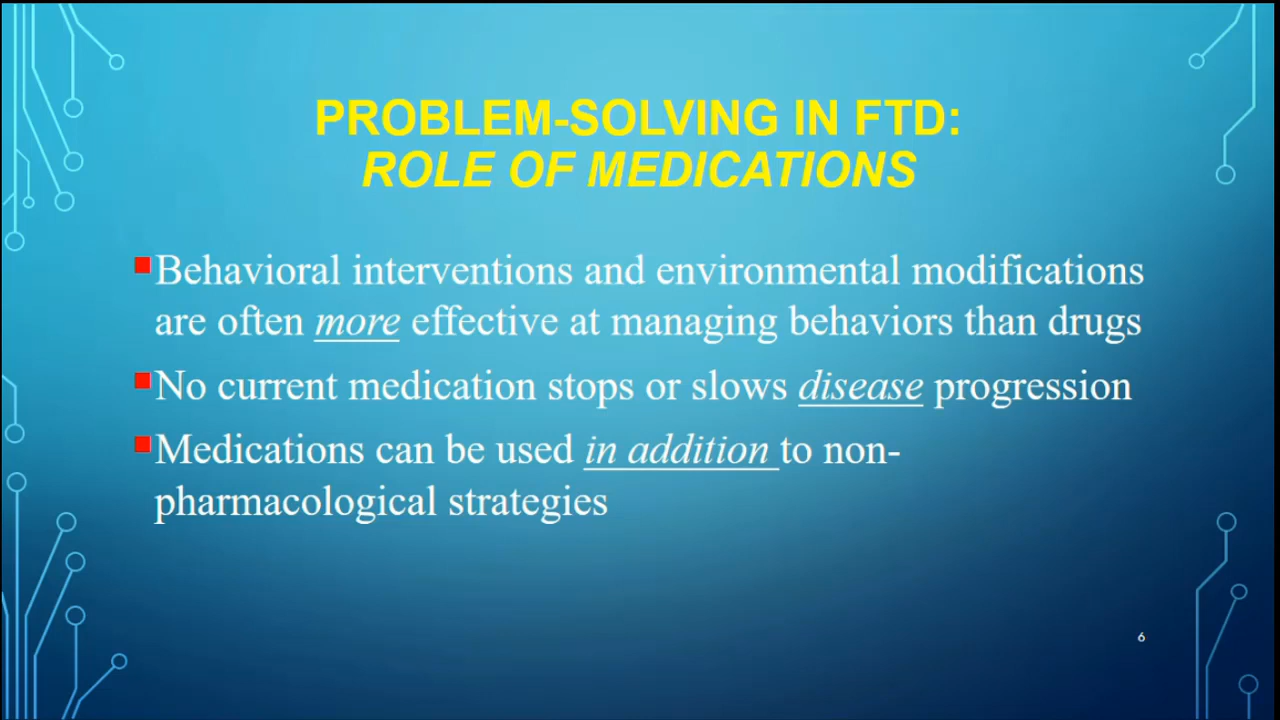 PROBLEM-SOLVING IN FTD:
ROLE OF MEDICATIONS
Behavioral interventions and environmental modifications
are often more effective at managing behaviors than drugs
No current medication stops or slows disease progression
Medications can be used in addition to non-
pharmacological strategies
6